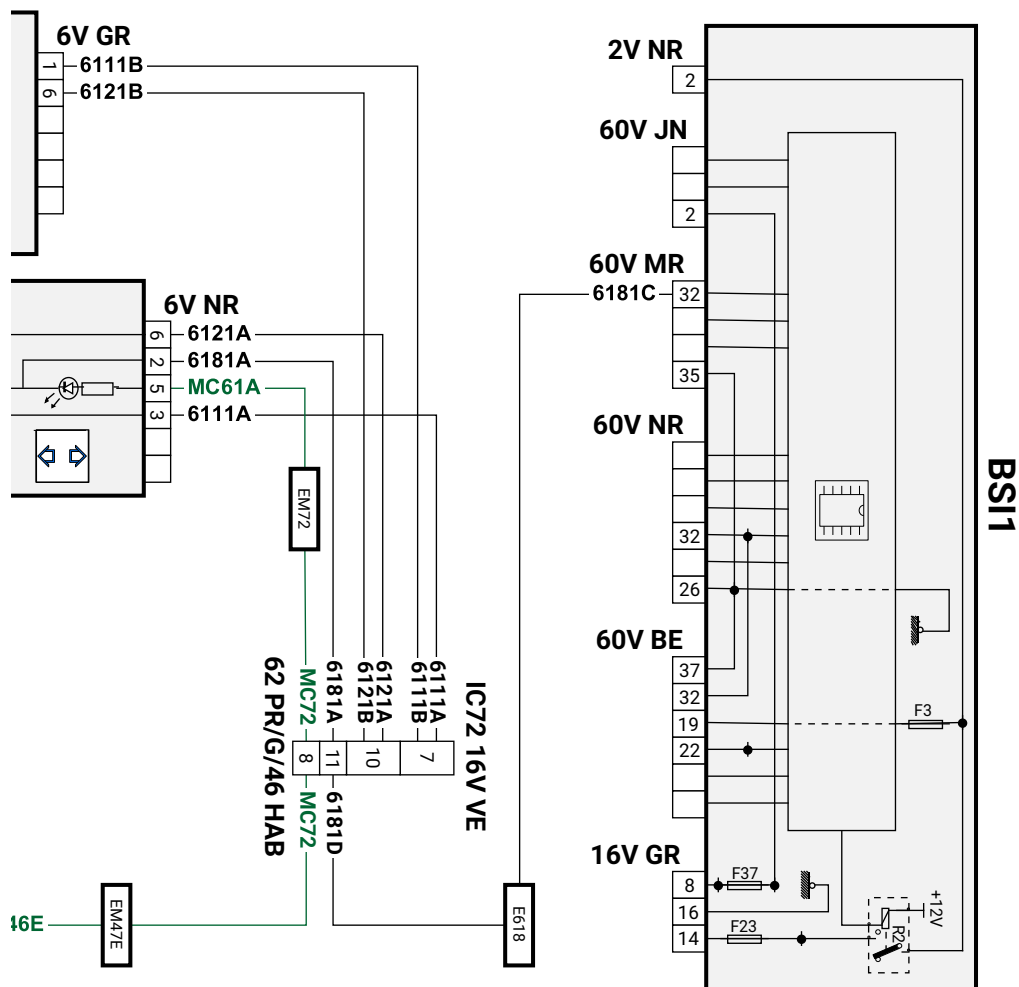 6V GR
1
6111B
6
6121B
6V NR
6
6121A
2
6181A
5
MC61A
3
6111A
EM72
62 PR/G/46 HAB
MC72
6181A
6121B
6121A
6111B
6111A
IC72 16V VE
8
11
10
7
MC72
6181D
46E
EM47E
E618
2V NR
2
60V JN
2
60V MR
6181C
32
35
60V NR
32
26
60V BE
37
32
19
22
F3
16V GR
8
F37
16
14
F23
+12V
R2
BSI1